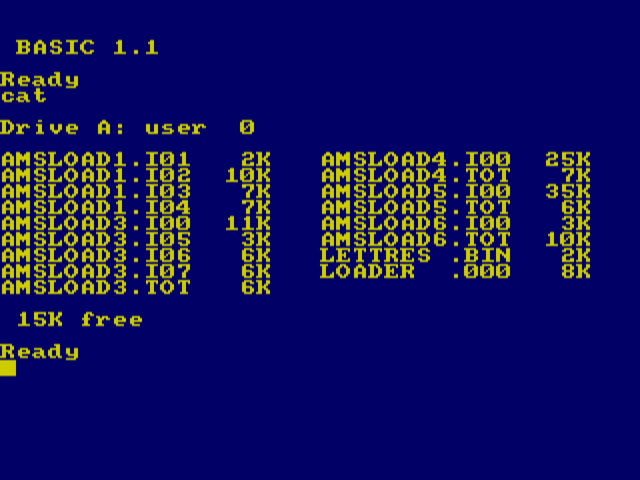 BASIC 1.1
Ready
cat
Drive A: user  0
AMSLOAD1.I01   2K      AMSLOAD4.I00  25K
AMSLOAD1.I02  10K      AMSLOAD4.TOT   7K
AMSLOAD1.I03   7K      AMSLOAD5.I00  35K
AMSLOAD1.I04   7K      AMSLOAD5.TOT   6K
AMSLOAD3.I00  11K      AMSLOAD6.I00   3K
AMSLOAD3.I05   3K      AMSLOAD6.TOT  10K
AMSLOAD3.I06   6K      LETTRES .BIN   2K
AMSLOAD3.I07   6K      LOADER  .000   8K
AMSLOAD3.TOT   6K
15K free
Ready